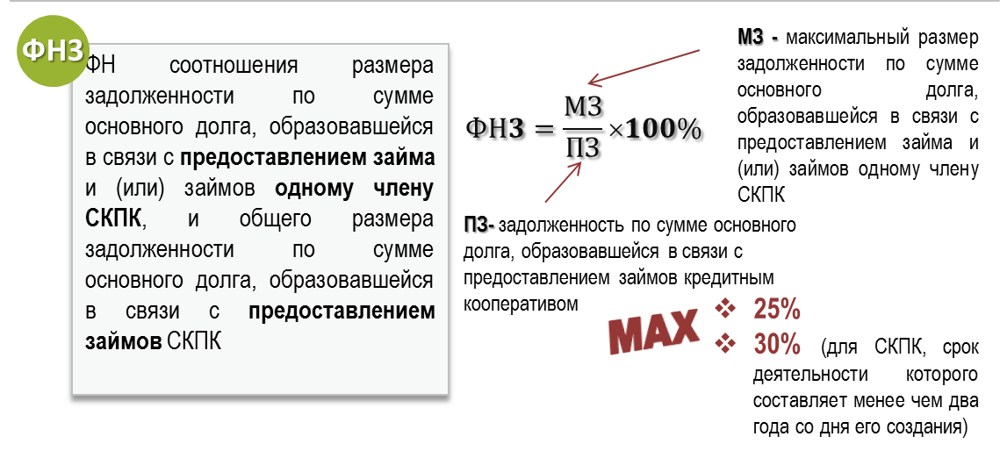 ФН3
ФН соотношения размера
задолженности по сумме
основного долга, образовавшейся
в связи с предоставлением займа
и (или) займов одному члену
СКПК, и общего размера
задолженности по сумме
основного долга, образовавшейся
в связи с предоставлением
займов СКПК
ФН3 = МЗ/ПЗ ×100%
МЗ - максимальный размер
задолженности по сумме
основного долга,
образовавшейся в связи с
предоставлением займа и
(или) займов одному члену
СКПК
ПЗ- задолженность по сумме основного
долга, образовавшейся в связи с
предоставлением займов кредитным
кооперативом
MAX
❖ 25%
❖ 30% (для СКПК, срок
деятельности которого
составляет менее чем два
года со дня его создания)